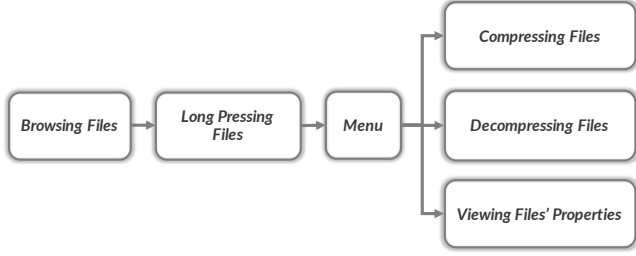 Browsing Files
Long Pressing
Files
Menu
Compressing Files
Decompressing Files
Viewing Files' Properties